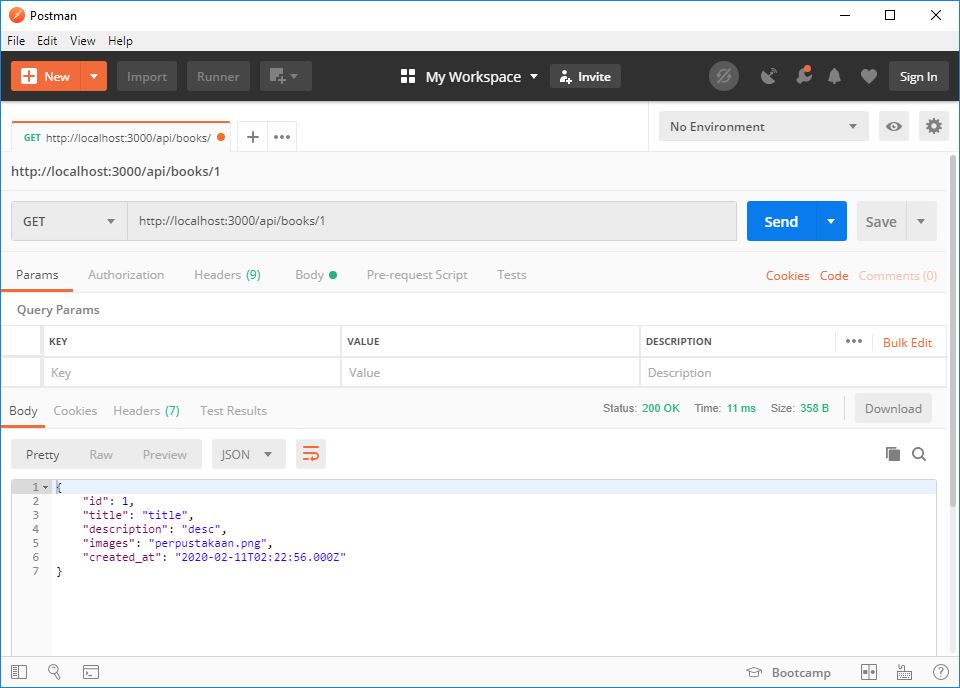 Postman
File Edit View Help
New Import Runner My Workspace Invite Sign In
GET http://localhost:3000/api/books/ No Environment
http://localhost:3000/api/books/1
GET http://localhost:3000/api/books/1 Send Save
Params Authorization Headers (9) Body Pre-request Script Tests Cookies Code Comments (0)
Query Params
KEY VALUE DESCRIPTION Bulk Edit
Key Value Description
Body Cookies Headers (7) Test Results Status: 200 OK Time: 11 ms Size: 358 B Download
Pretty Raw Preview JSON
1 {
2 "id": 1,
3 "title": "title",
4 "description": "desc",
5 "images": "perpustakaan.png",
6 "created_at": "2020-02-11T02:22:56.000Z"
7 }
Bootcamp